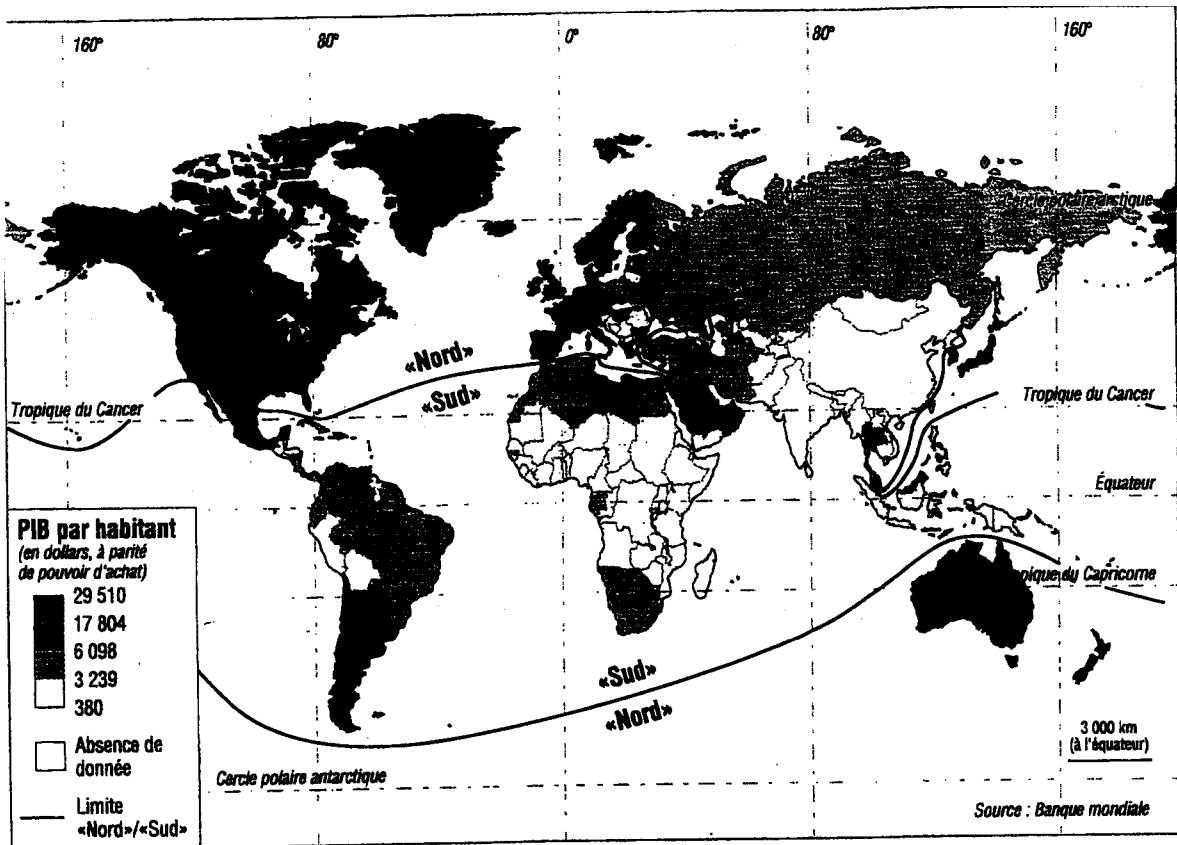 160°
80°
0°
80°
160°
Cercle polaire arctique
«Nord»
«Sud»
Tropique du Cancer
Tropique du Cancer
Équateur
PIB par habitant
(en dollars, à parité
de pouvoir d'achat)
29 510
17 804
6 098
3 239
380
Absence de
donnée
Limite
«Nord»/«Sud»
opique du Capricorne
«Sud»
«Nord»
3 000 km
(à l'équateur)
Cercle polaire antarctique
Source : Banque mondiale